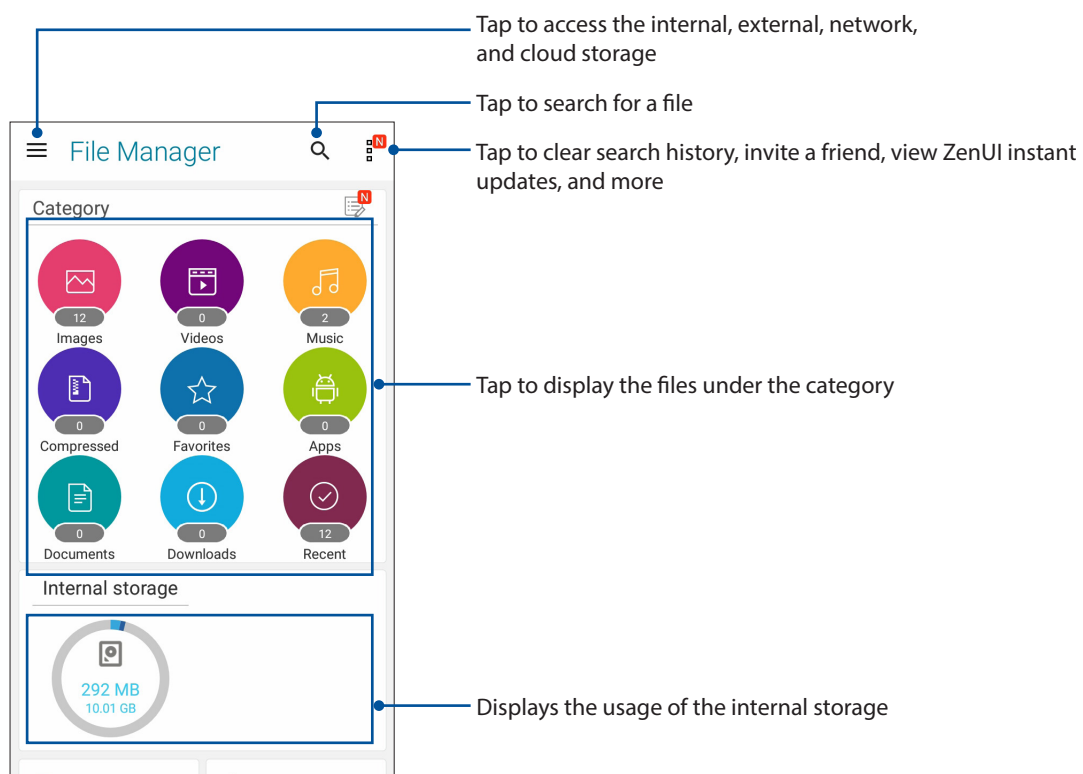 Tap to access the internal, external, network,
and cloud storage
Tap to search for a file
File Manager
N
Tap to clear search history, invite a friend, view ZenUI instant
updates, and more
Category
N
12
0
2
Images
Videos
Music
Tap to display the files under the category
0
0
0
Compressed
Favorites
Apps
0
0
12
Documents
Downloads
Recent
Internal storage
292 MB
10.01 GB
Displays the usage of the internal storage